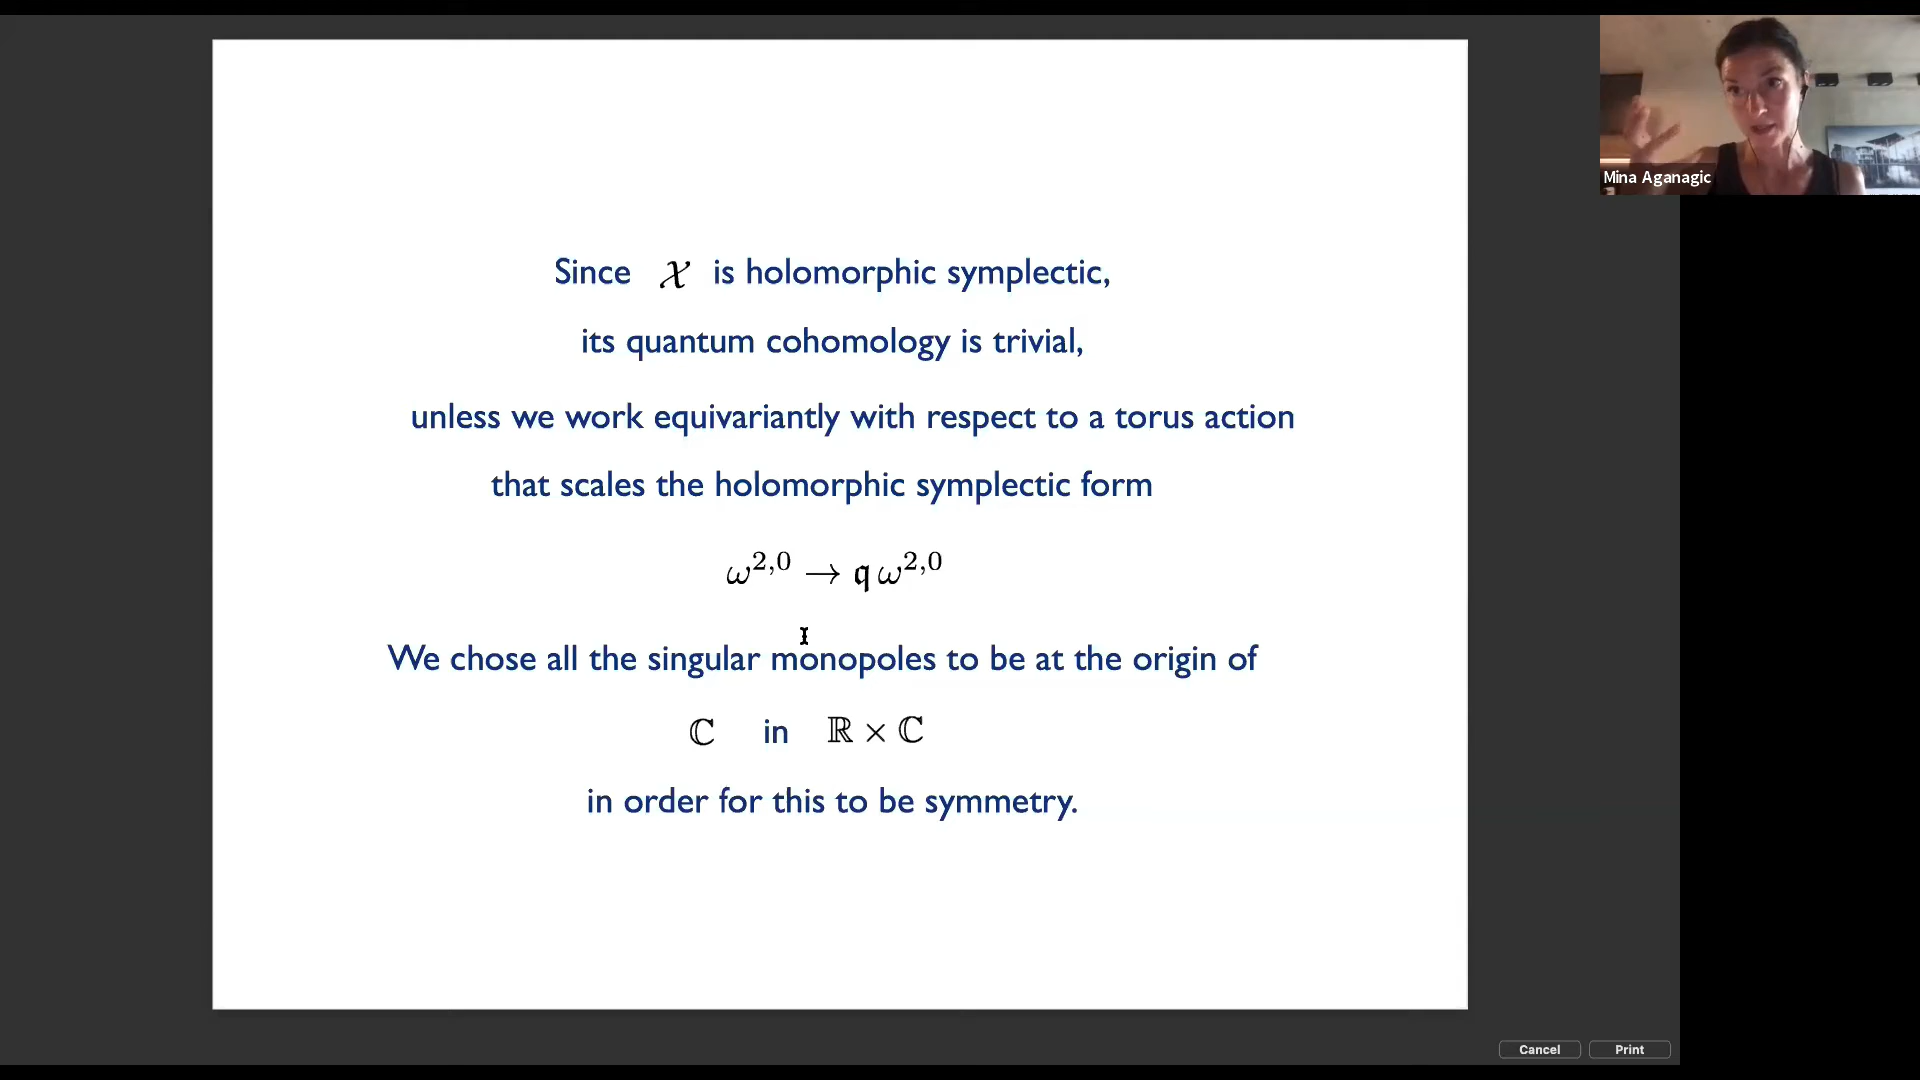 Mina Aganagic
Since 𝒳 is holomorphic symplectic,
its quantum cohomology is trivial,
unless we work equivariantly with respect to a torus action
that scales the holomorphic symplectic form
ω^{2,0} → 𝔮 ω^{2,0}
We chose all the singular monopoles to be at the origin of
ℂ in ℝ × ℂ
in order for this to be symmetry.
Cancel Print